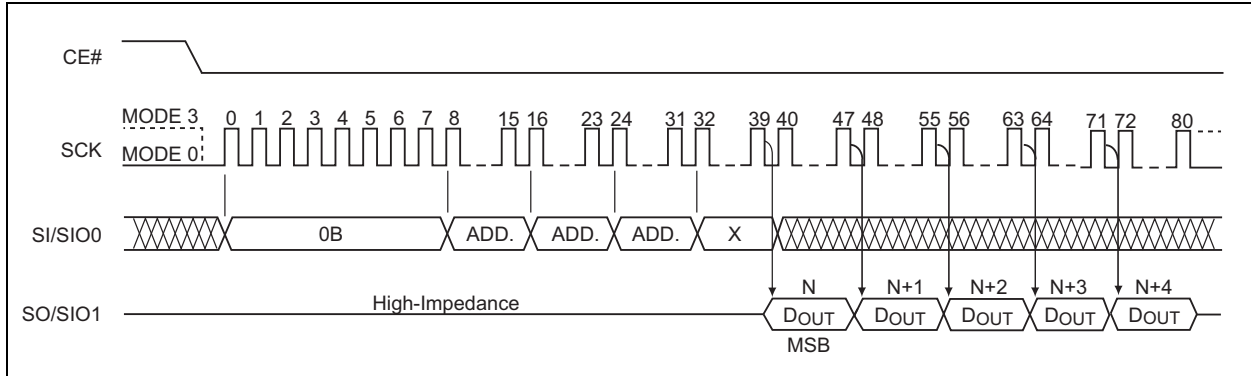 CE#
MODE 3
0 1 2 3 4 5 6 7 8 15 16 23 24 31 32 39 40 47 48 55 56 63 64 71 72 80
SCK
MODE 0
SI/SIO0
0B ADD. ADD. ADD. X
N N+1 N+2 N+3 N+4
High-Impedance
SO/SIO1
DOUT DOUT DOUT DOUT DOUT
MSB